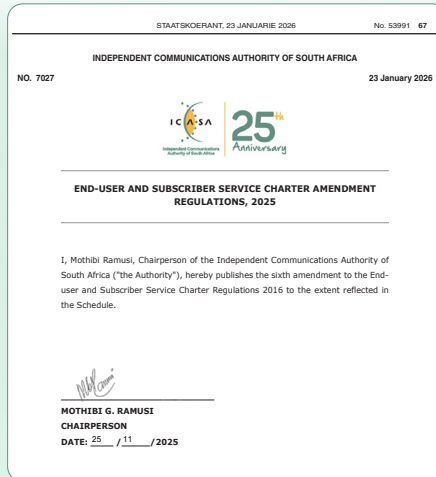 STAATSKOERANT, 23 JANUARIE 2026 No. 53991 67
INDEPENDENT COMMUNICATIONS AUTHORITY OF SOUTH AFRICA
NO. 7027 23 January 2026
ICASA
Independent Communications
Authority of South Africa
25th
Anniversary
END-USER AND SUBSCRIBER SERVICE CHARTER AMENDMENT
REGULATIONS, 2025
I, Mothibi Ramusi, Chairperson of the Independent Communications Authority of
South Africa ("the Authority"), hereby publishes the sixth amendment to the End-
user and Subscriber Service Charter Regulations 2016 to the extent reflected in
the Schedule.
MOTHIBI G. RAMUSI
CHAIRPERSON
DATE: 25 / 11 /2025